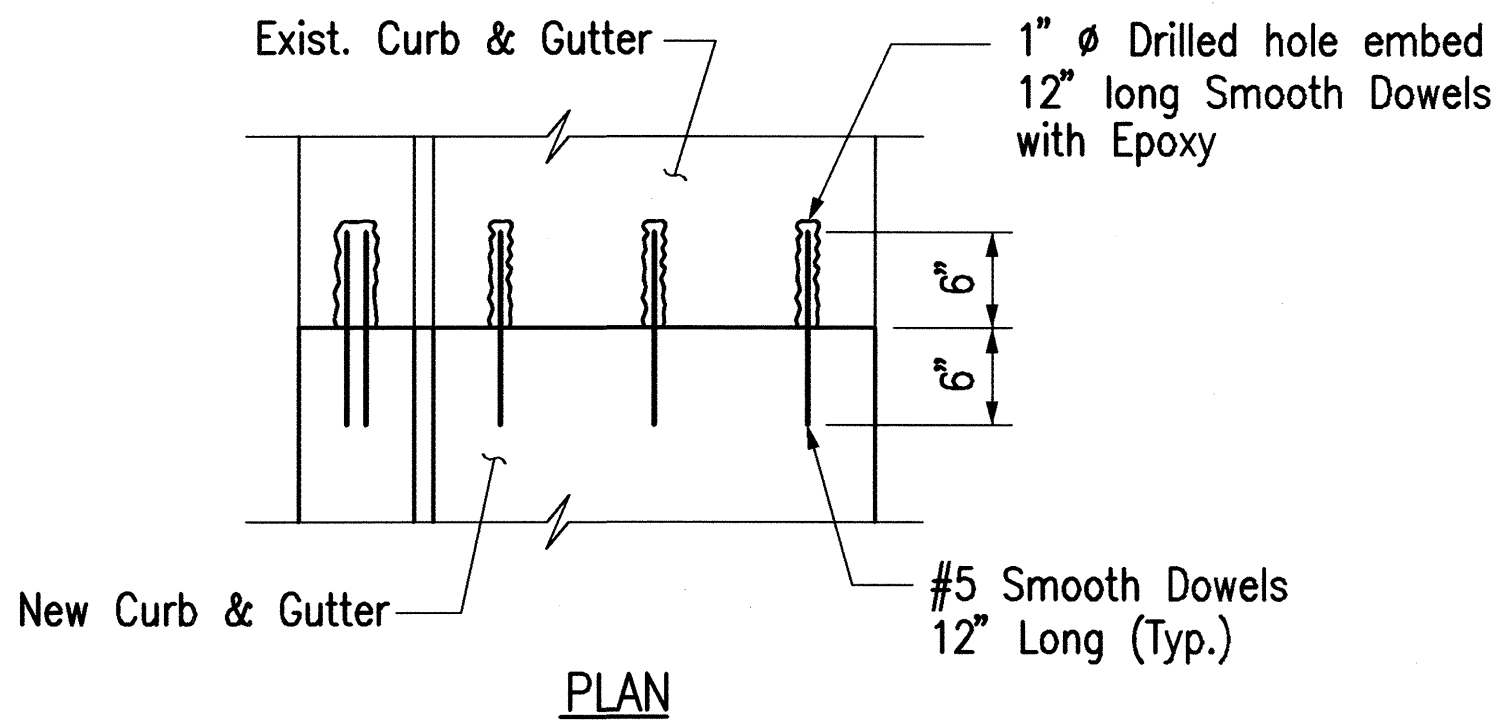 Exist. Curb & Gutter
1" ø Drilled hole embed
12" long Smooth Dowels
with Epoxy
6"
6"
New Curb & Gutter
#5 Smooth Dowels
12" Long (Typ.)
PLAN